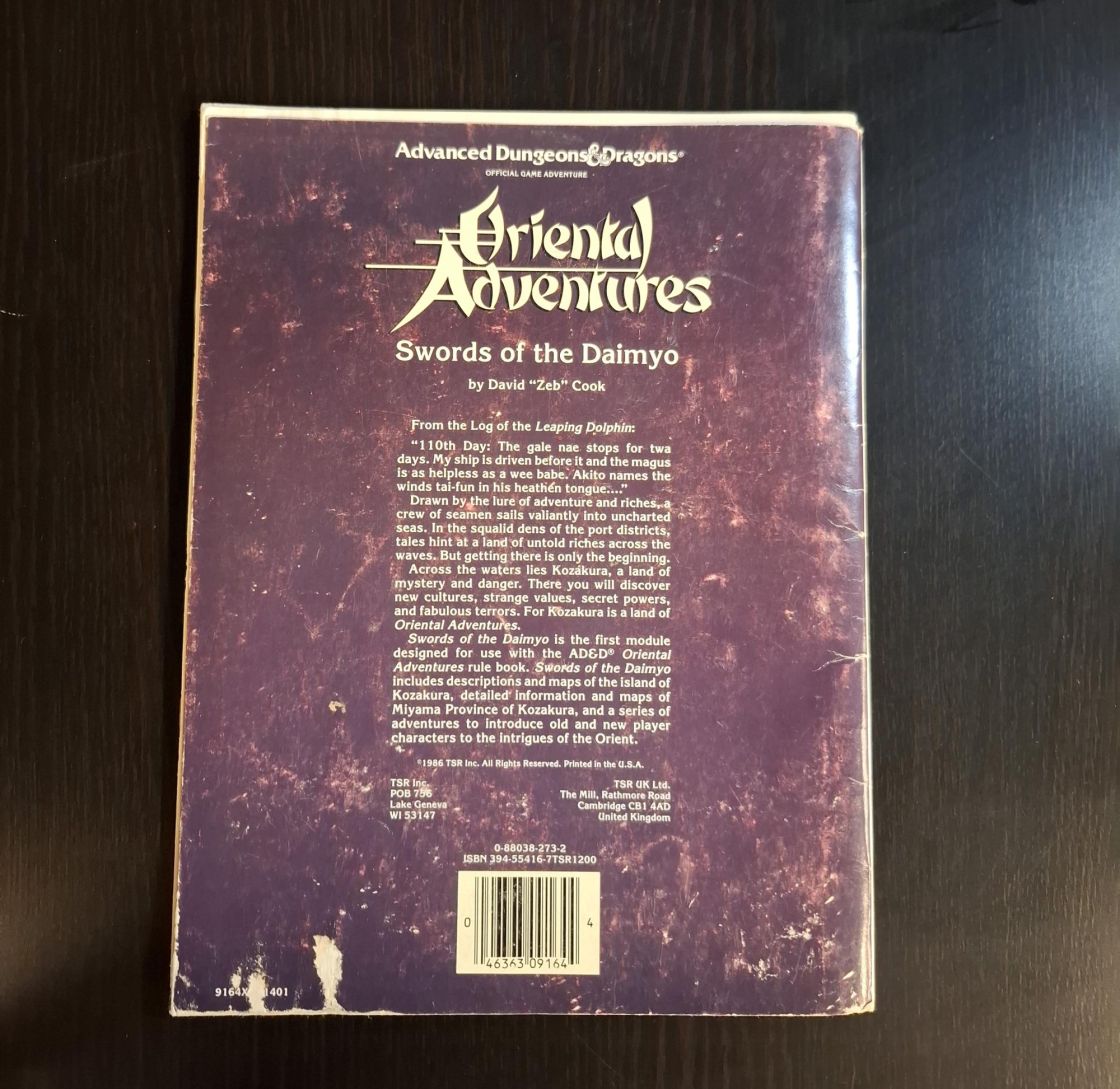 Advanced Dungeons&Dragons®
OFFICIAL GAME ADVENTURE
Oriental
Adventures
Swords of the Daimyo
by David “Zeb” Cook
From the Log of the Leaping Dolphin:
“110th Day: The gale nae stops for twa
days. My ship is driven before it and the magus
is as helpless as a wee babe. Akito names the
winds tai-fun in his heathen tongue....”
Drawn by the lure of adventure and riches, a
crew of seamen sails valiantly into uncharted
seas. In the squalid dens of the port districts,
tales hint at a land of untold riches across the
waves. But getting there is only the beginning.
Across the waters lies Kozakura, a land of
mystery and danger. There you will discover
new cultures, strange values, secret powers,
and fabulous terrors. For Kozakura is a land of
Oriental Adventures.
Swords of the Daimyo is the first module
designed for use with the AD&D® Oriental
Adventures rule book. Swords of the Daimyo
includes descriptions and maps of the island of
Kozakura, detailed information and maps of
Miyama Province of Kozakura, and a series of
adventures to introduce old and new player
characters to the intrigues of the Orient.
©1986 TSR Inc. All Rights Reserved. Printed in the U.S.A.
TSR Inc.
POB 756
Lake Geneva
WI 53147
TSR UK Ltd.
The Mill, Rathmore Road
Cambridge CB1 4AD
United Kingdom
0-88038-273-2
ISBN 394-55416-7TSR1200
0 46363 09164 4
9164X 1401